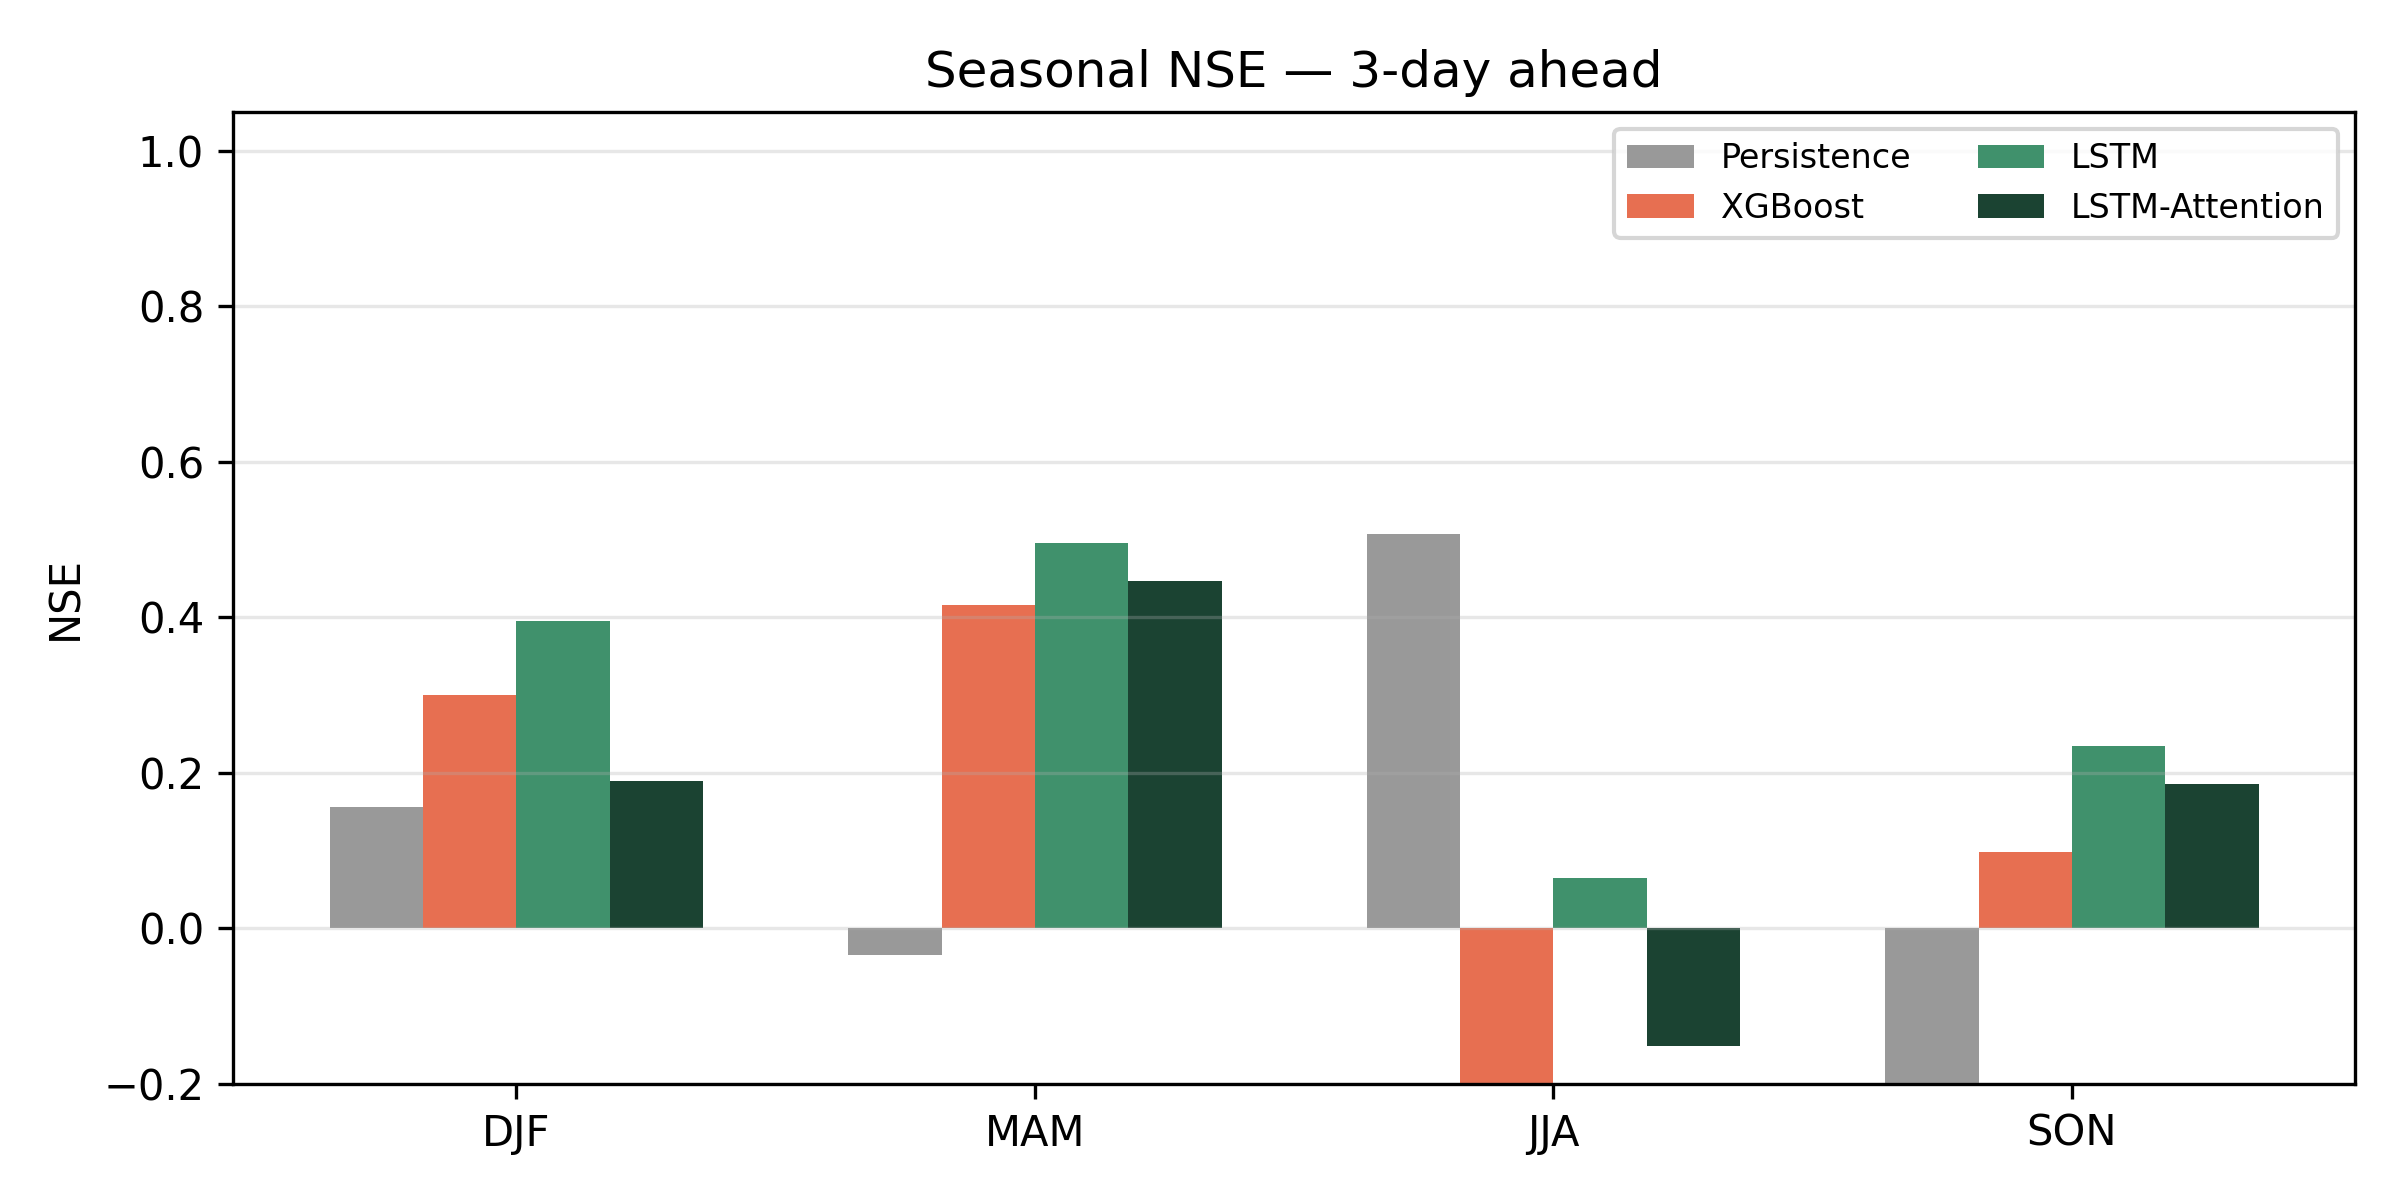 Seasonal NSE — 3-day ahead
Persistence
XGBoost
LSTM
LSTM-Attention
NSE
1.0
0.8
0.6
0.4
0.2
0.0
−0.2
DJF
MAM
JJA
SON